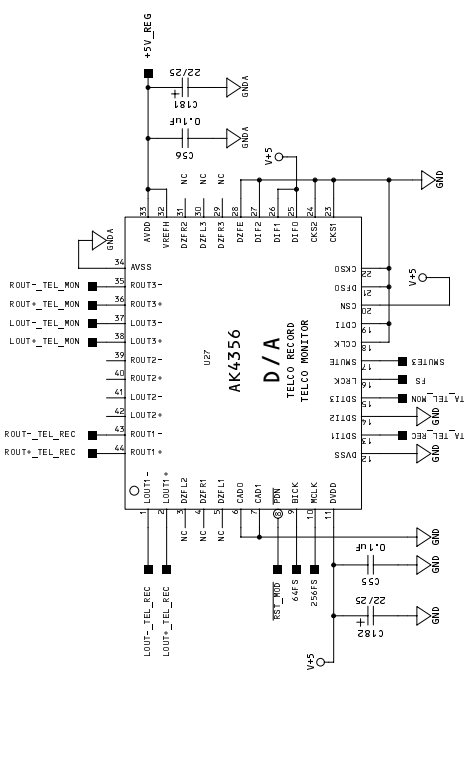 +5V_REG
22/25
+
C181
GNDA
0.1uF
C56
GNDA
V+5
NC
NC
NC
GND
33
32
31
30
29
28
27
26
25
24
23
AVDD
VREFH
DZFR2
DZFL3
DZFR3
DZFE
DIF2
DIF1
DIF0
CKS2
CKS1
GNDA
34 AVSS
ROUT-_TEL_MON 35 ROUT3-
ROUT+_TEL_MON 36 ROUT3+
LOUT-_TEL_MON 37 LOUT3-
LOUT+_TEL_MON 38 LOUT3+
39 ROUT2-
40 ROUT2+
41 LOUT2-
42 LOUT2+
ROUT-_TEL_REC 43 ROUT1-
ROUT+_TEL_REC 44 ROUT1+
U27
AK4356
D/A
TELCO RECORD
TELCO MONITOR
CKS0 22
DFS0 21
CSN 20
V+5
CDTI 19
CCLK 18
SMUTE 17 SMUTE3
LRCK 16 FS
SDTI3 15 TA_TEL_MON
SDTI2 14 GND
SDTI1 13 TA_TEL_REC
DVSS 12 GND
LOUT1-
LOUT1+
DZFL2
DZFR1
DZFL1
CAD0
CAD1
PDN
BICK
MCLK
DVDD
1
2
3
4
5
6
7
8
9
10
11
NC
NC
NC
GND
LOUT-_TEL_REC
LOUT+_TEL_REC
RST_MOD
64FS
256FS
0.1uF
C55
GND
22/25
+
C182
GND
V+5